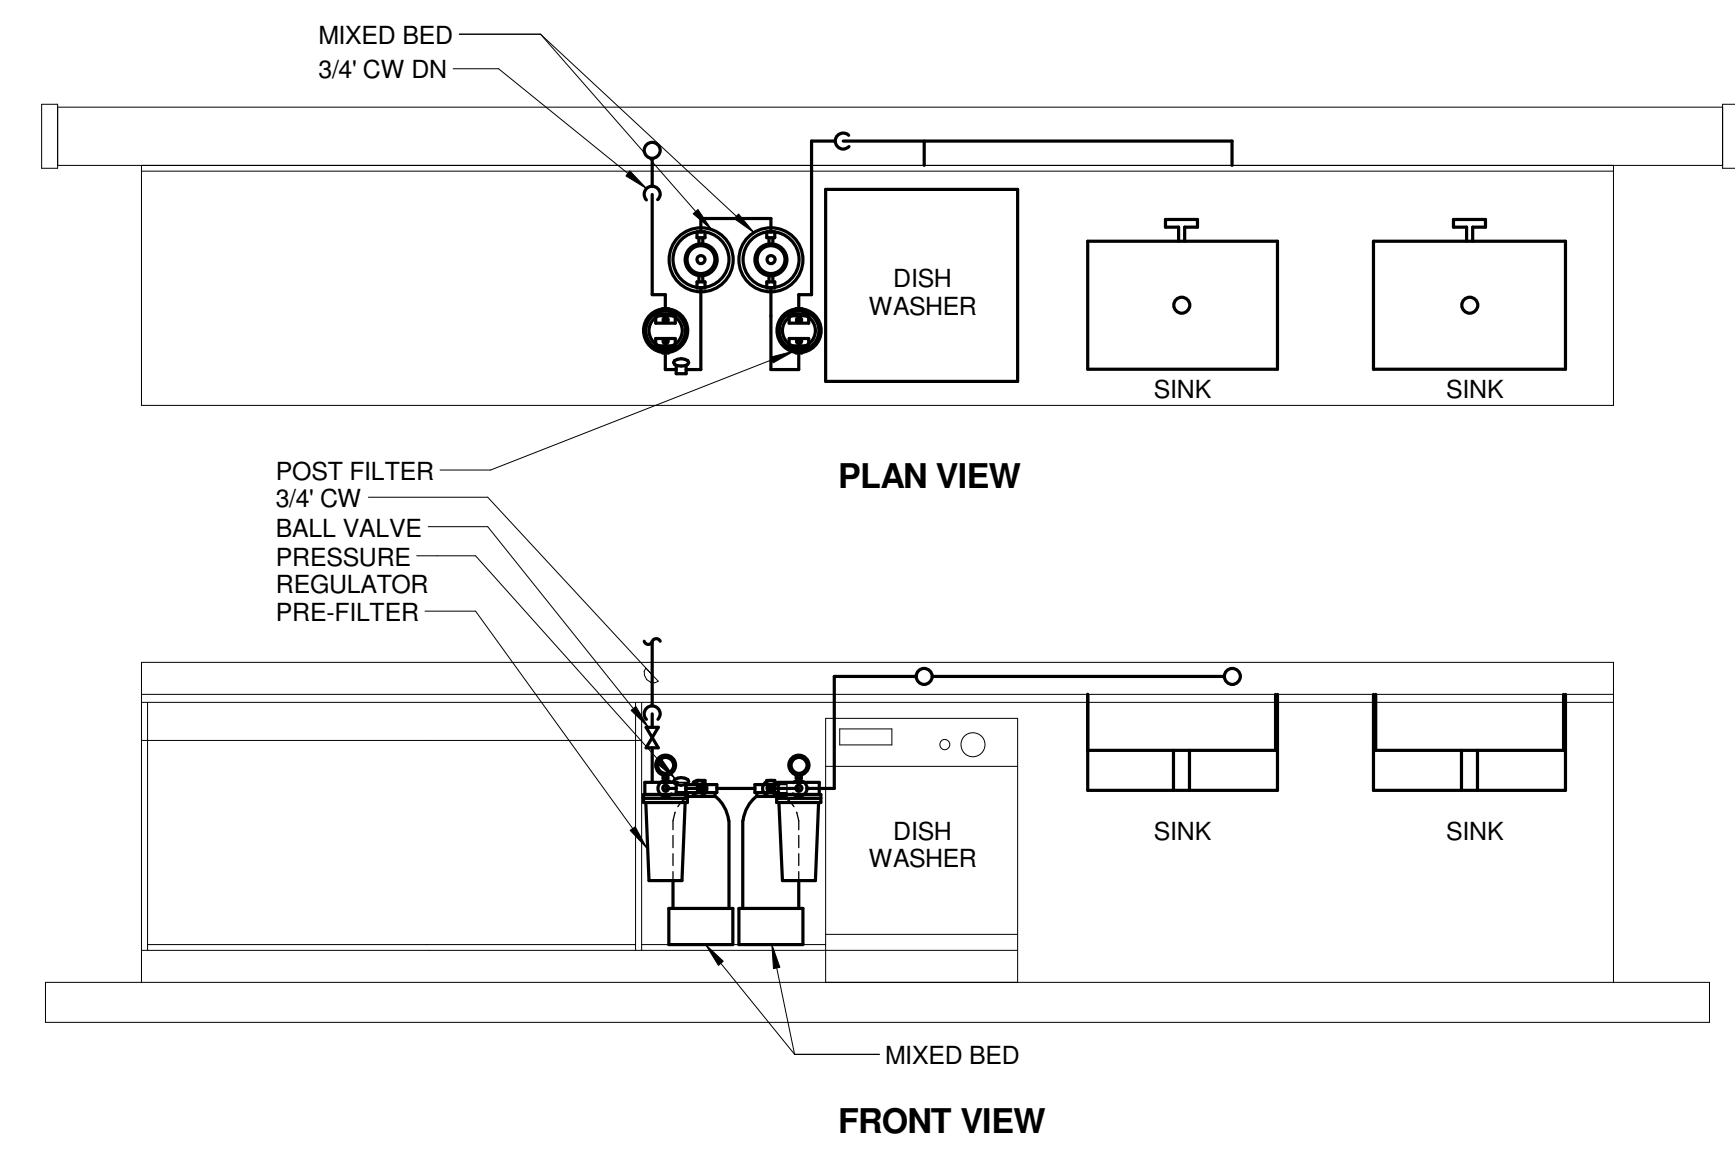 MIXED BED
3/4' CW DN
DISH
WASHER
SINK
SINK
POST FILTER
3/4' CW
BALL VALVE
PRESSURE
REGULATOR
PRE-FILTER
PLAN VIEW
DISH
WASHER
SINK
SINK
MIXED BED
FRONT VIEW